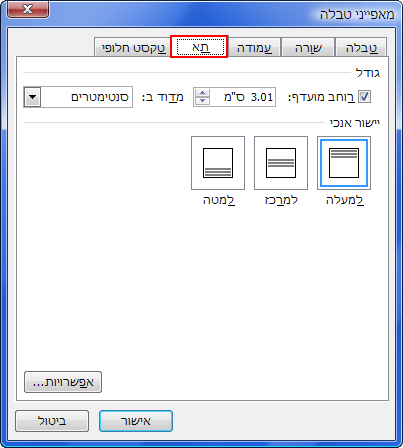 מאפייני טבלה
טבלה שורה עמודה תא טקסט חלופי
גודל
רוחב מועדף: 3.01 ס"מ מדוד ב: סנטימטרים
יישור אנכי
למעלה למרכז למטה
אפשרויות...
אישור ביטול